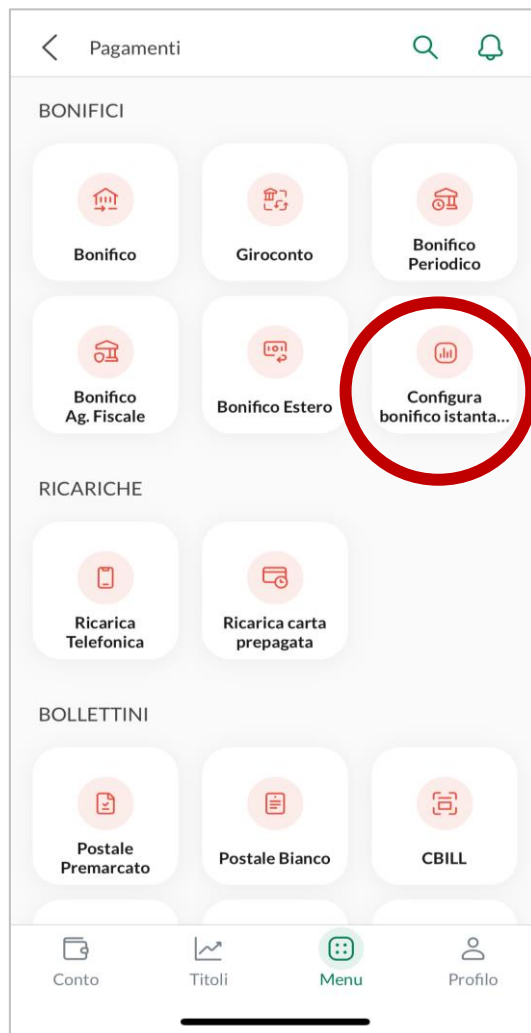 Pagamenti
BONIFICI
Bonifico
Giroconto
Bonifico
Periodico
Bonifico
Ag. Fiscale
Bonifico Estero
Configura
bonifico istanta...
RICARICHE
Ricarica
Telefonica
Ricarica carta
prepagata
BOLLETTINI
Postale
Premarcato
Postale Bianco
CBILL
Conto
Titoli
Menu
Profilo